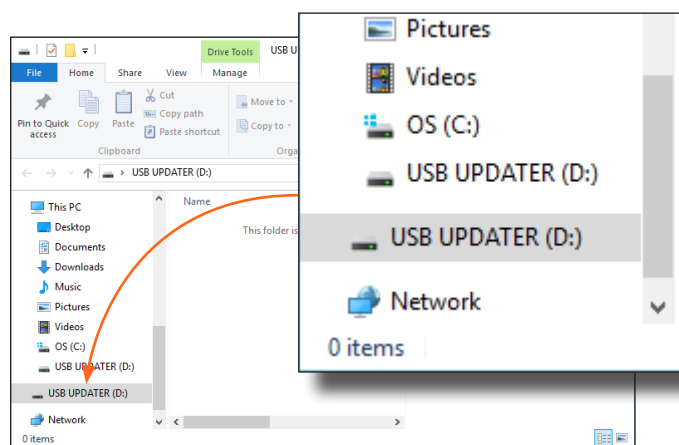 Drive Tools USB U
File Home Share View Manage
Pin to Quick access
Copy
Paste
Cut
Copy path
Paste shortcut
Move to
Copy to
Clipboard
Orga
USB UPDATER (D:)
Name
This folder is
This PC
Desktop
Documents
Downloads
Music
Pictures
Videos
OS (C:)
USB UPDATER (D:)
USB UPDATER (D:)
Network
0 items
Pictures
Videos
OS (C:)
USB UPDATER (D:)
USB UPDATER (D:)
Network
0 items